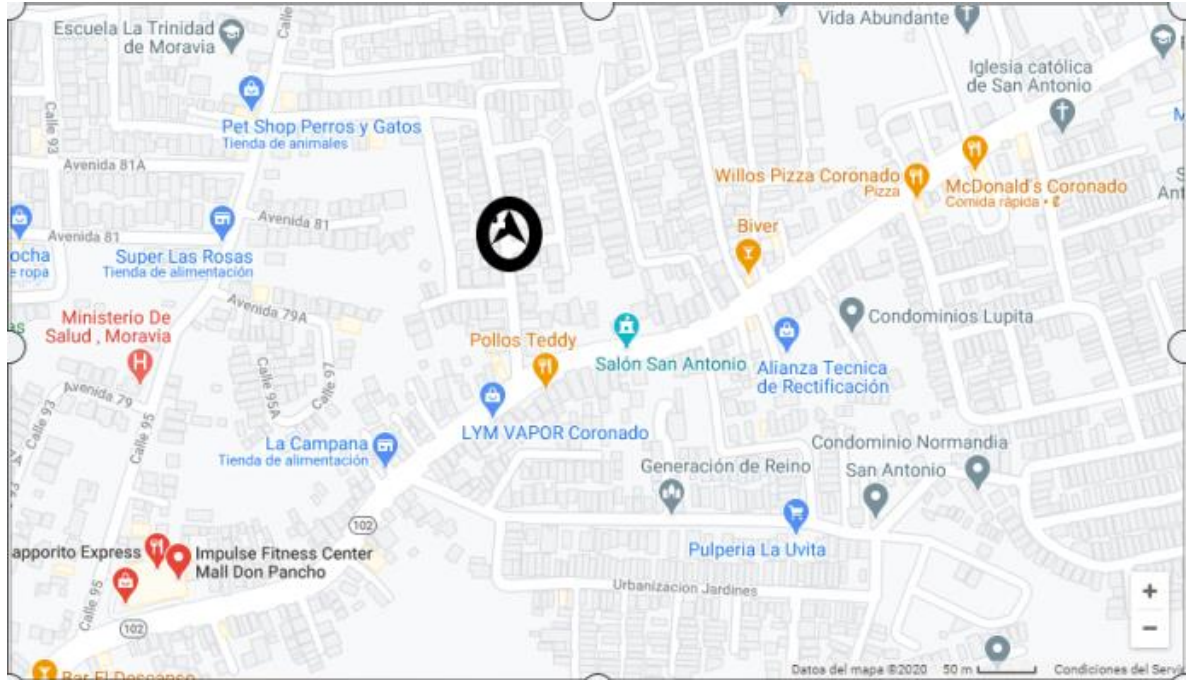 Escuela La Trinidad
de Moravia
Calle
Vida Abundante
Iglesia católica
de San Antonio
Calle 93
Pet Shop Perros y Gatos
Tienda de animales
Avenida 81A
Willos Pizza Coronado
Pizza
McDonald's Coronado
Comida rápida • ₡
Avenida 81
Avenida 81
Biver
Super Las Rosas
Tienda de alimentación
ocha
e ropa
Avenida 79A
Ministerio De
Salud , Moravia
Condominios Lupita
Pollos Teddy
Salón San Antonio
Alianza Tecnica
de Rectificación
Avenida 79
Calle 95A
Calle 97
Calle 93
Calle 95
LYM VAPOR Coronado
La Campana
Tienda de alimentación
Condominio Normandia
San Antonio
Generación de Reino
102
Pulperia La Uvita
apporito Express
Impulse Fitness Center
Mall Don Pancho
Urbanizacion Jardines
Calle 95
102
Bar El Descanso
Datos del mapa ©2020
50 m
Condiciones del Servi